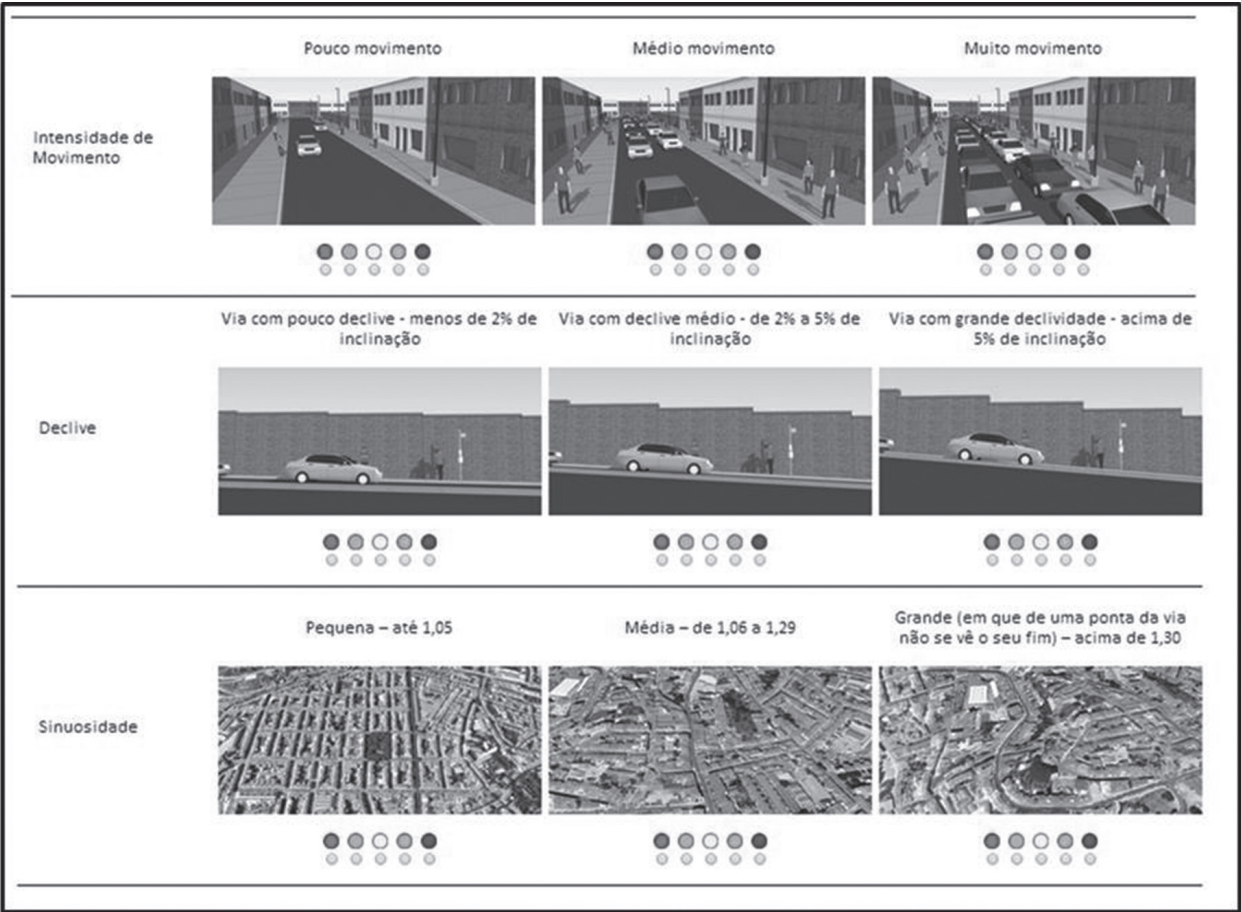 Pouco movimento
Médio movimento
Muito movimento
Intensidade de
Movimento
Via com pouco declive - menos de 2% de
inclinação
Via com declive médio - de 2% a 5% de
inclinação
Via com grande declividade - acima de
5% de inclinação
Declive
Pequena – até 1,05
Média – de 1,06 a 1,29
Grande (em que de uma ponta da via
não se vê o seu fim) – acima de 1,30
Sinuosidade